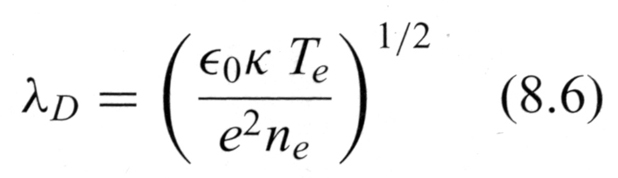 λ_D = (ϵ₀κ T_e / e²n_e)^{1/2} (8.6)